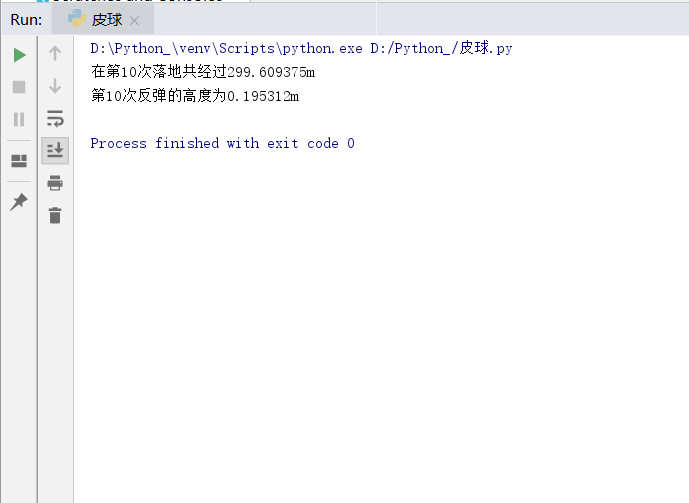 Run: 皮球
D:\Python_\venv\Scripts\python.exe D:/Python_/皮球.py
在第10次落地共经过299.609375m
第10次反弹的高度为0.195312m
Process finished with exit code 0